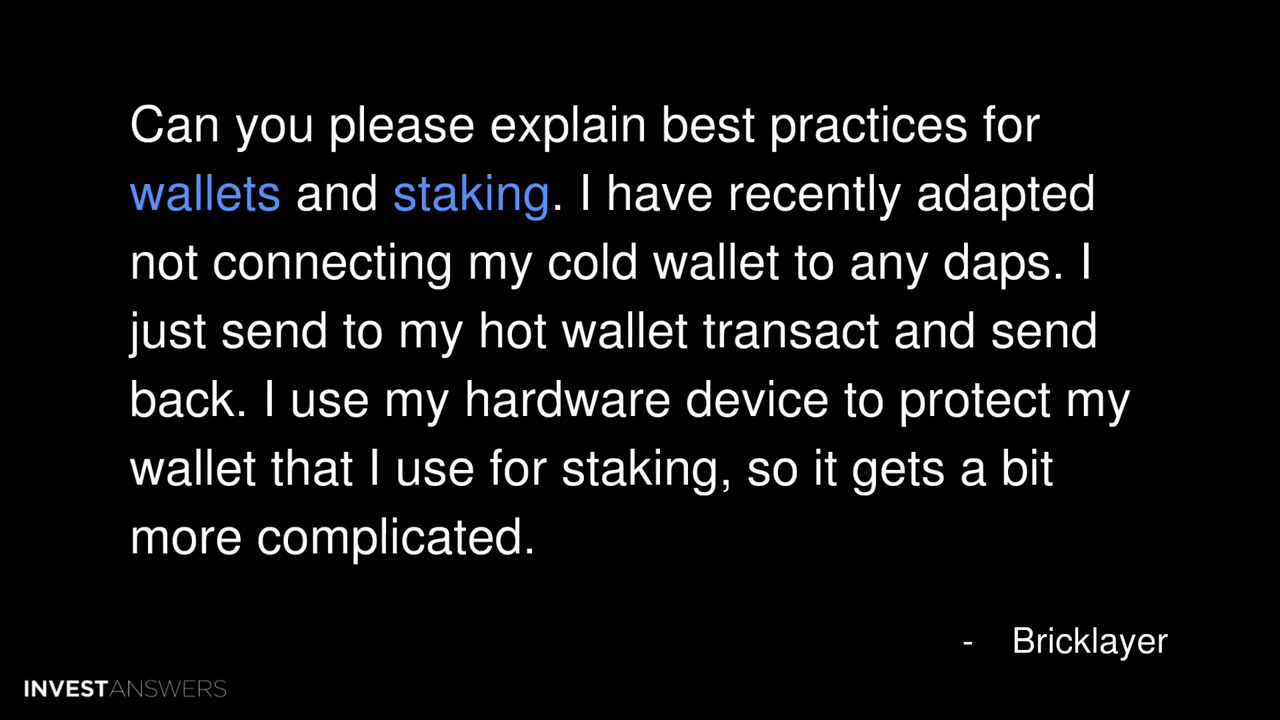 Can you please explain best practices for
wallets and staking. I have recently adapted
not connecting my cold wallet to any daps. I
just send to my hot wallet transact and send
back. I use my hardware device to protect my
wallet that I use for staking, so it gets a bit
more complicated.
- Bricklayer
INVESTANSWERS